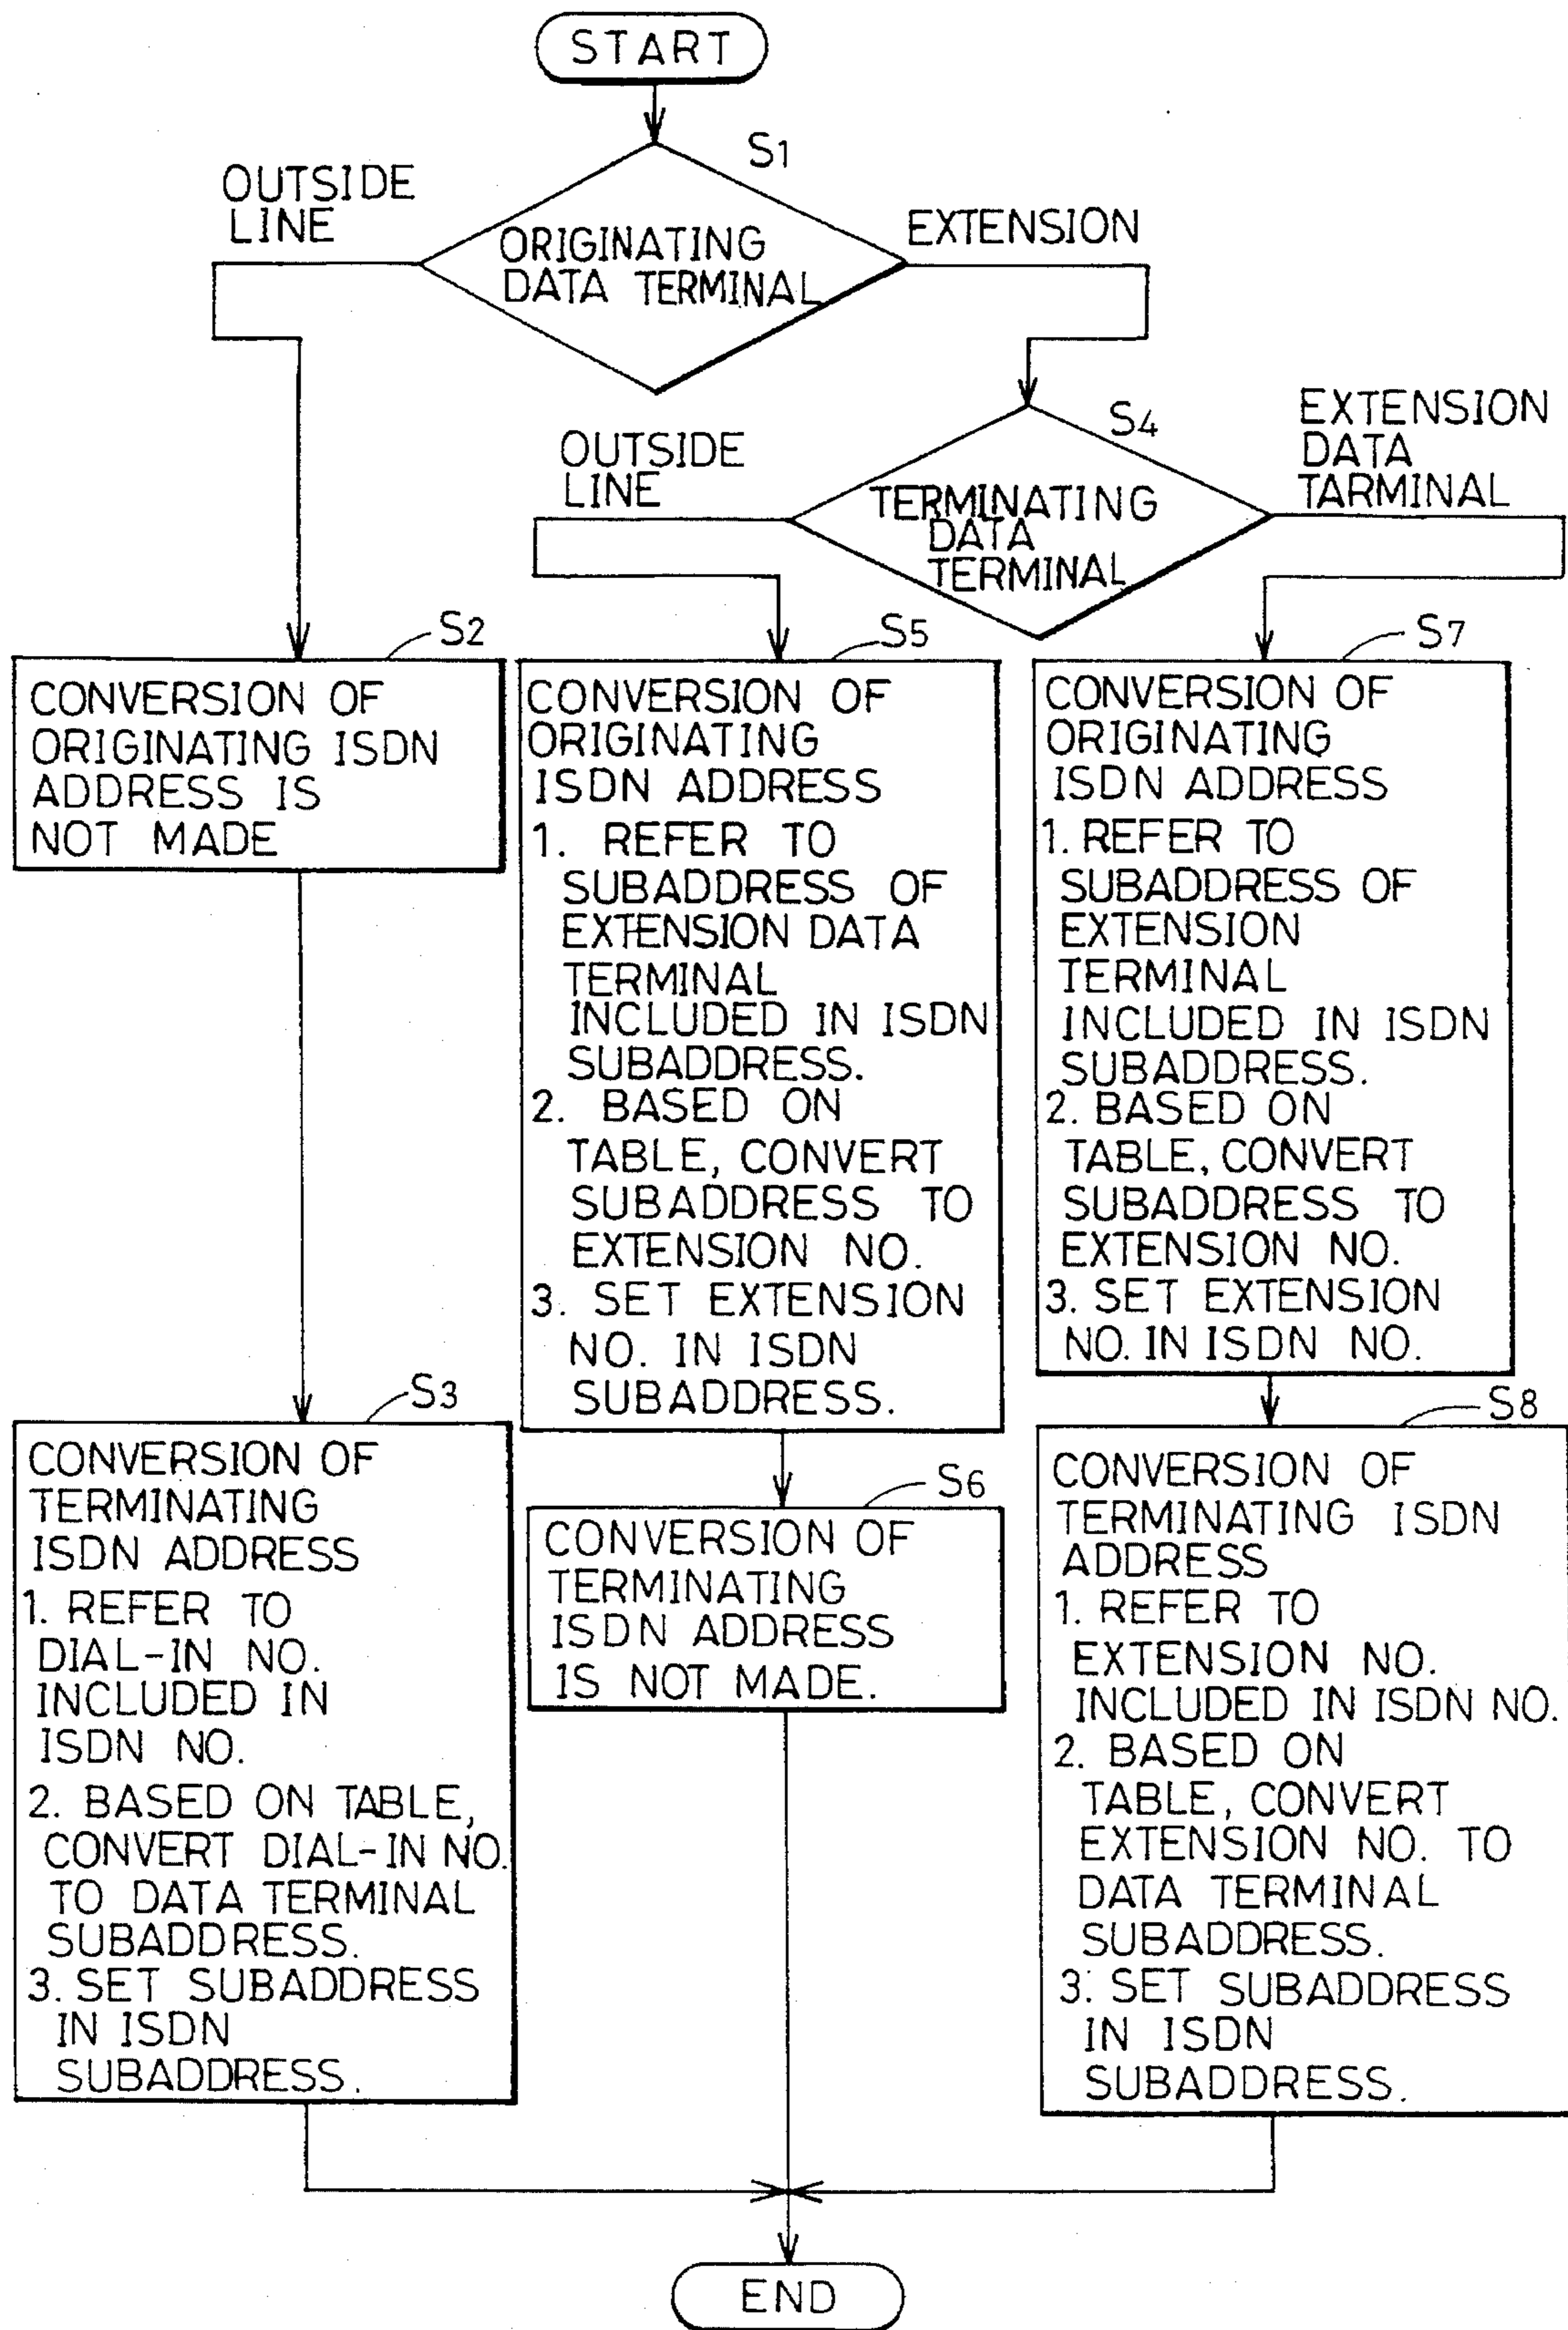 START
S1
OUTSIDE
LINE
ORIGINATING
DATA TERMINAL
EXTENSION
S4
OUTSIDE
LINE
TERMINATING
DATA
TERMINAL
EXTENSION
DATA
TARMINAL
S2
CONVERSION OF
ORIGINATING ISDN
ADDRESS IS
NOT MADE
S5
CONVERSION OF
ORIGINATING
ISDN ADDRESS
1. REFER TO
SUBADDRESS OF
EXTENSION DATA
TERMINAL
INCLUDED IN ISDN
SUBADDRESS.
2. BASED ON
TABLE, CONVERT
SUBADDRESS TO
EXTENSION NO.
3. SET EXTENSION
NO. IN ISDN
SUBADDRESS.
S7
CONVERSION OF
ORIGINATING
ISDN ADDRESS
1. REFER TO
SUBADDRESS OF
EXTENSION
TERMINAL
INCLUDED IN ISDN
SUBADDRESS.
2. BASED ON
TABLE, CONVERT
SUBADDRESS TO
EXTENSION NO.
3. SET EXTENSION
NO. IN ISDN NO.
S3
CONVERSION OF
TERMINATING
ISDN ADDRESS
1. REFER TO
DIAL-IN NO.
INCLUDED IN
ISDN NO.
2. BASED ON TABLE,
CONVERT DIAL-IN NO.
TO DATA TERMINAL
SUBADDRESS.
3. SET SUBADDRESS
IN ISDN
SUBADDRESS.
S6
CONVERSION OF
TERMINATING
ISDN ADDRESS
IS NOT MADE.
S8
CONVERSION OF
TERMINATING ISDN
ADDRESS
1. REFER TO
EXTENSION NO.
INCLUDED IN ISDN NO.
2. BASED ON
TABLE, CONVERT
EXTENSION NO. TO
DATA TERMINAL
SUBADDRESS.
3. SET SUBADDRESS
IN ISDN
SUBADDRESS.
END